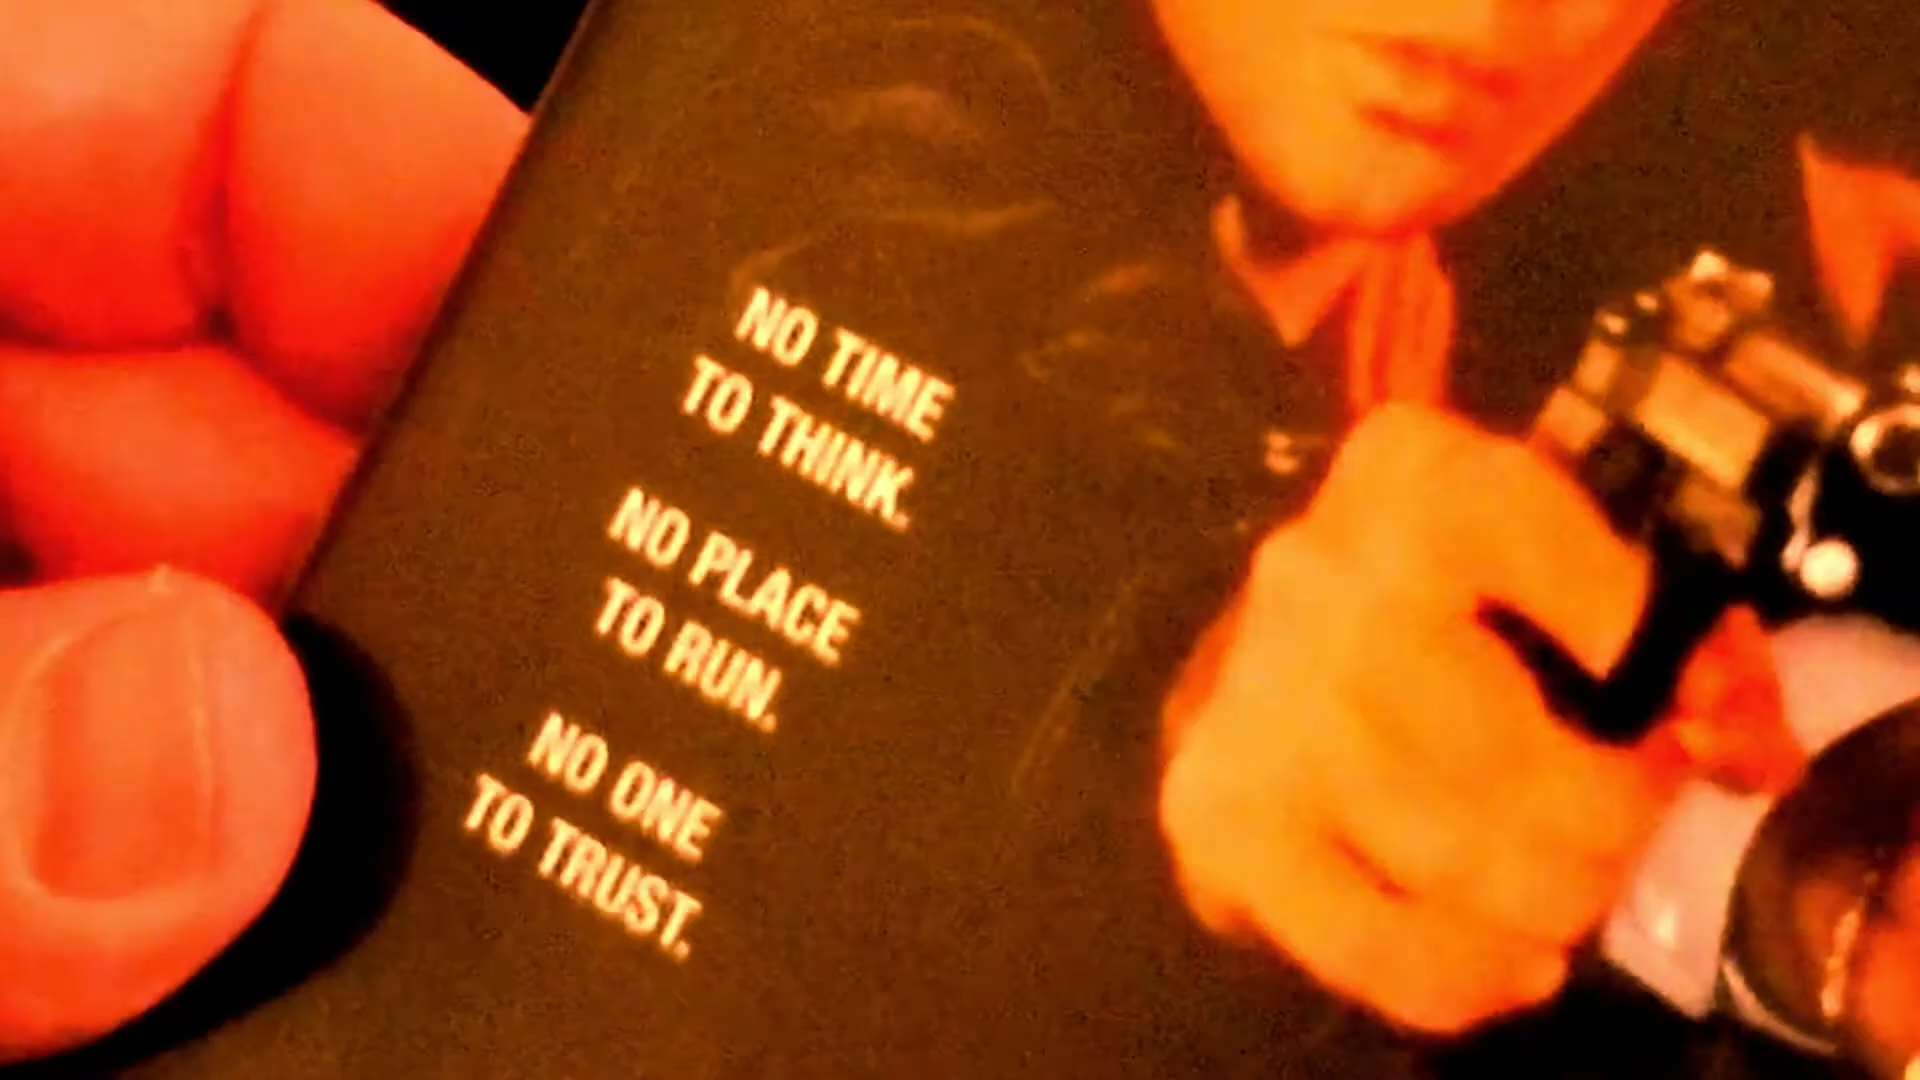 NO TIME
TO THINK.
NO PLACE
TO RUN.
NO ONE
TO TRUST.